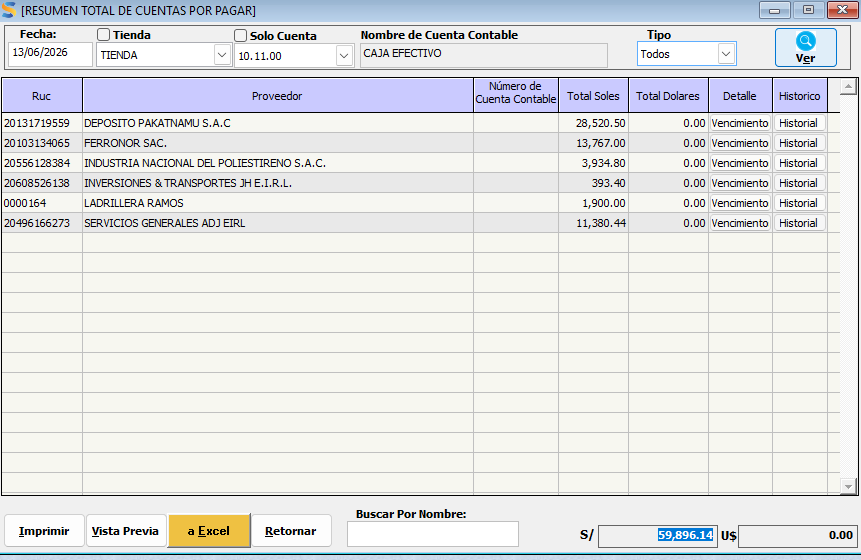 [RESUMEN TOTAL DE CUENTAS POR PAGAR]
Fecha: Tienda Solo Cuenta Nombre de Cuenta Contable Tipo
13/06/2026 TIENDA 10.11.00 CAJA EFECTIVO Todos Ver
Ruc Proveedor Número de Cuenta Contable Total Soles Total Dolares Detalle Historico
20131719559 DEPOSITO PAKATNAMU S.A.C 28,520.50 0.00 Vencimiento Historial
20103134065 FERRONOR SAC. 13,767.00 0.00 Vencimiento Historial
20556128384 INDUSTRIA NACIONAL DEL POLIESTIRENO S.A.C. 3,934.80 0.00 Vencimiento Historial
20608526138 INVERSIONES & TRANSPORTES JH E.I.R.L. 393.40 0.00 Vencimiento Historial
0000164 LADRILLERA RAMOS 1,900.00 0.00 Vencimiento Historial
20496166273 SERVICIOS GENERALES ADJ EIRL 11,380.44 0.00 Vencimiento Historial
Imprimir Vista Previa a Excel Retornar Buscar Por Nombre: S/ 59,896.14 U$ 0.00